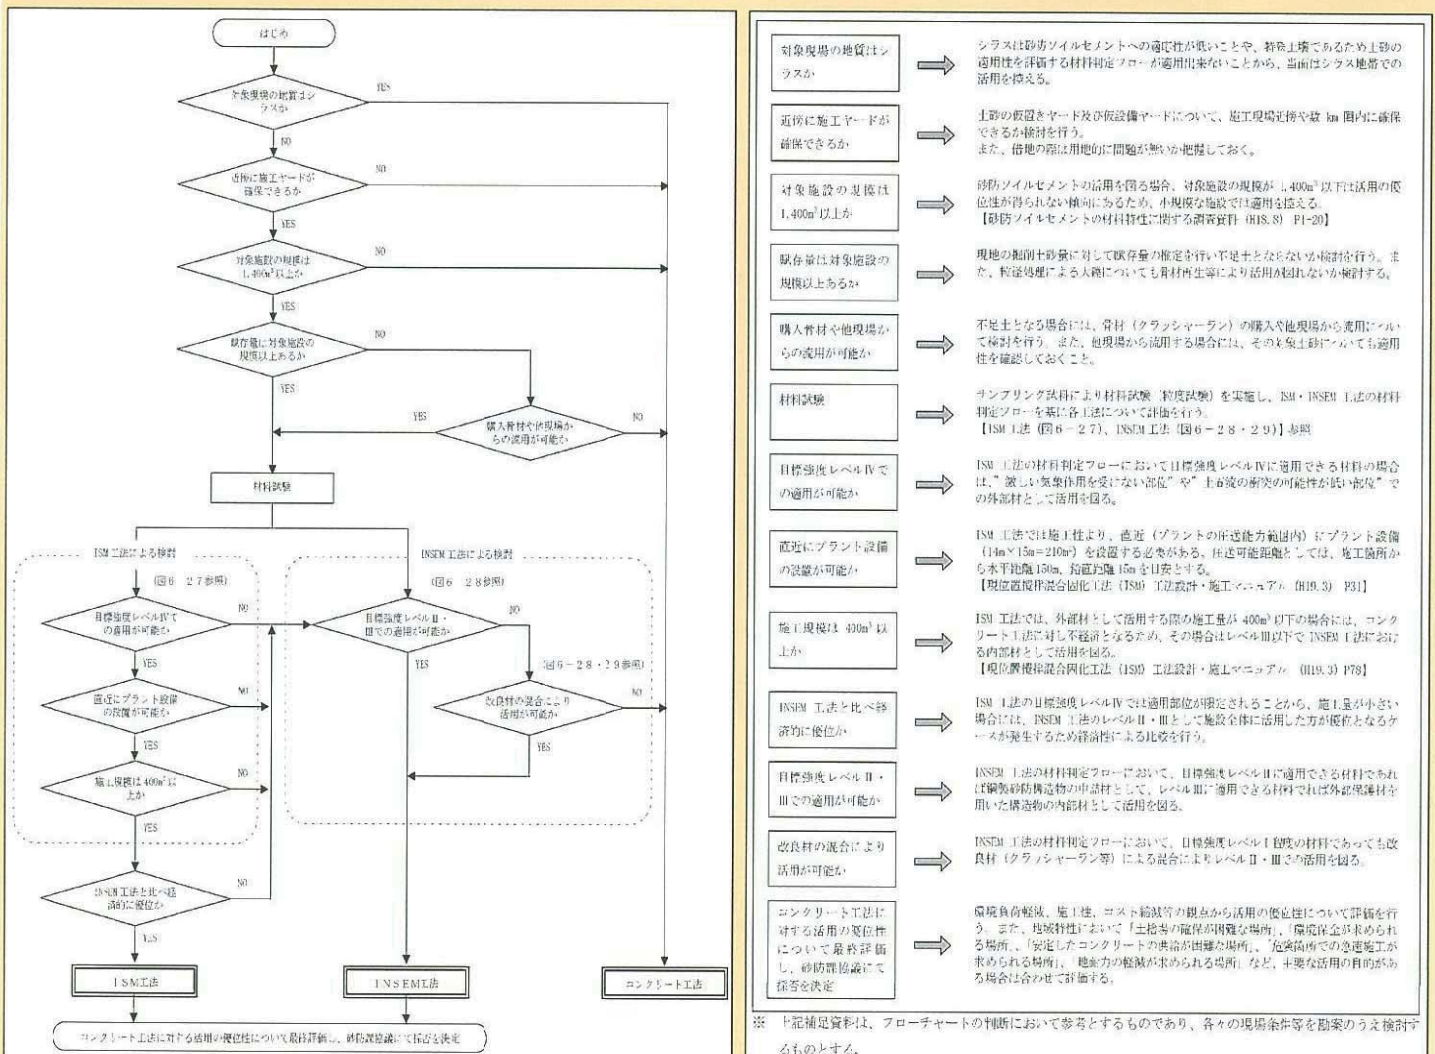 はじめ
対象現場の地質はシ
ラスか
YES
NO
近傍に施工ヤードが
確保できるか
NO
YES
対象施設の規模は
1,400m³以上か
NO
YES
賦存量は対象施設の
規模以上あるか
NO
YES
購入骨材や他現場か
らの流用が可能か
YES
NO
材料試験
ISM工法による検討
(図6-27参照)
目標強度レベルⅣで
の適用が可能か
NO
YES
直近にプラント設備
の設置が可能か
NO
YES
施工規模は400m³以
上か
NO
YES
INSEM工法と比べ経
済的に優位か
NO
YES
INSEM工法による検討
(図6-28参照)
目標強度レベルⅡ・
Ⅲでの適用が可能か
NO
YES
(図6-28・29参照)
改良材の混合により
活用が可能か
NO
YES
ISM工法
INSEM工法
コンクリート工法
コンクリート工法に対する活用の優位性について最終評価し、砂防課協議にて採否を決定
対象現場の地質はシ
ラスか
シラスは砂防ソイルセメントへの適応性が低いことや、特殊土壌であるため土砂の
適用性を評価する材料判定フローが適用出来ないことから、当面はシラス地帯での
活用を控える。
近傍に施工ヤードが
確保できるか
土砂の仮置きヤード及び仮設備ヤードについて、施工現場近傍や数 km 圏内に確保
できるか検討を行う。
また、借地の際は用地的に問題が無いか把握しておく。
対象施設の規模は
1,400m³以上か
砂防ソイルセメントの活用を図る場合、対象施設の規模が 1,400m³以下は活用の優
位性が得られない傾向にあるため、小規模な施設では適用を控える。
【砂防ソイルセメントの材料特性に関する調査資料 (H18.8) P1-20】
賦存量は対象施設の
規模以上あるか
現地の掘削土砂量に対して賦存量の推定を行い不足土とならないか検討を行う。ま
た、粒径処理による大礫についても骨材再生等により活用が図れないか検討する。
購入骨材や他現場か
らの流用が可能か
不足土となる場合には、骨材(クラッシャーラン)の購入や他現場から流用につい
て検討を行う。また、他現場から流用する場合には、その対象土砂についても適用
性を確認しておくこと。
材料試験
サンプリング試料により材料試験(粒度試験)を実施し、ISM・INSEM 工法の材料
判定フローを基に各工法について評価を行う。
【ISM工法(図6-27)、INSEM工法(図6-28・29)】参照
目標強度レベルⅣで
の適用が可能か
ISM 工法の材料判定フローにおいて目標強度レベルⅣに適用できる材料の場合
は、"激しい気象作用を受けない部位"や"土石流の衝突の可能性が低い部位"で
の外部材として活用を図る。
直近にプラント設備
の設置が可能か
ISM 工法では施工性より、直近(プラントの圧送能力範囲内)にプラント設備
(14m×15m=210m²)を設置する必要がある。圧送可能距離としては、施工箇所か
ら水平距離150m、鉛直距離15mを目安とする。
【現位置撹拌混合固化工法(ISM)工法設計・施工マニュアル (H19.3) P31】
施工規模は 400m³以
上か
ISM 工法では、外部材として活用する際の施工量が 400m³以下の場合には、コンク
リート工法に対し不経済となるため、その場合はレベルⅢ以下で INSEM 工法におけ
る内部材として活用を図る。
【現位置撹拌混合固化工法(ISM)工法設計・施工マニュアル (H19.3) P78】
INSEM 工法と比べ経
済的に優位か
ISM 工法の目標強度レベルⅣでは適用部位が限定されることから、施工量が小さい
場合には、INSEM 工法のレベルⅡ・Ⅲとして施設全体に活用した方が優位となるケ
ースが発生するため経済性による比較を行う。
目標強度レベルⅡ・
Ⅲでの適用が可能か
INSEM 工法の材料判定フローにおいて、目標強度レベルⅡに適用できる材料であれ
ば鋼製砂防構造物の中詰材として、レベルⅢに適用できる材料でれば外部保護材を
用いた構造物の内部材として活用を図る。
改良材の混合により
活用が可能か
INSEM 工法の材料判定フローにおいて、目標強度レベルⅠ程度の材料であっても改
良材(クラッシャーラン等)による混合によりレベルⅡ・Ⅲでの活用を図る。
コンクリート工法に
対する活用の優位性
について最終評価
し、砂防課協議にて
採否を決定
環境負荷軽減、施工性、コスト縮減等の観点から活用の優位性について評価を行
う。また、地域特性において「土捨場の確保が困難な場所」、「環境保全が求められ
る場所」、「安定したコンクリートの供給が困難な場所」、「危険箇所での急速施工が
求められる場所」、「地耐力の軽減が求められる場所」など、主要な活用の目的があ
る場合は合わせて評価する。
※ 上記補足資料は、フローチャートの判断において参考とするものであり、各々の現場条件等を勘案のうえ検討す
るものとする。